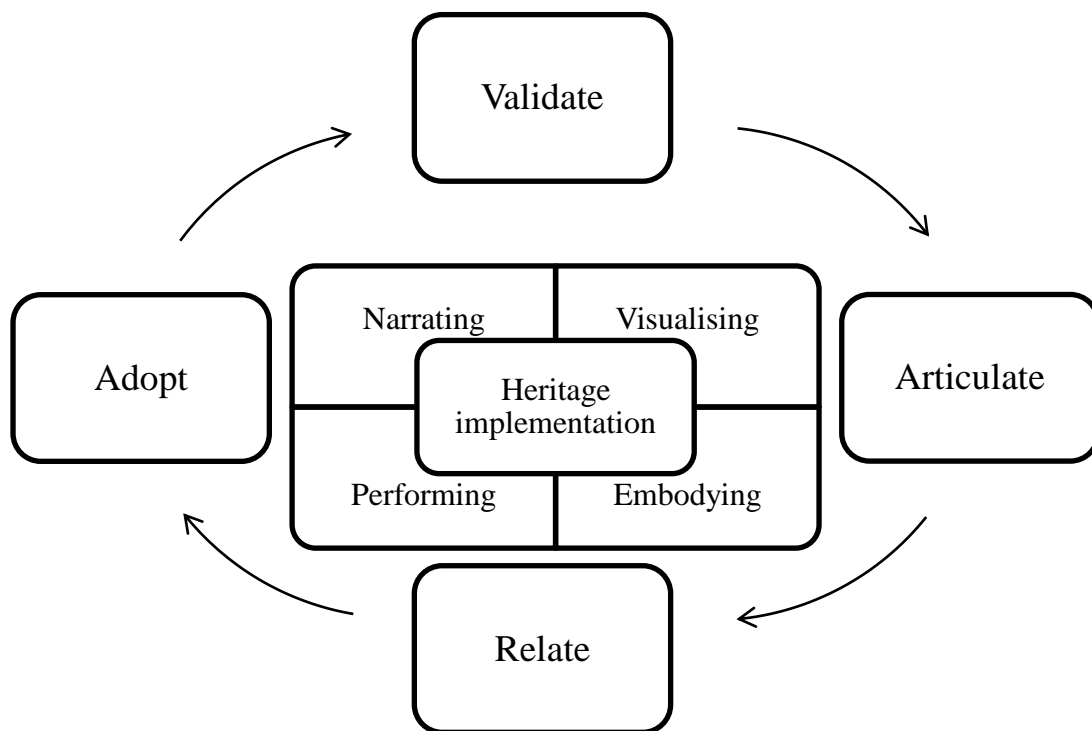 Validate
Narrating
Visualising
Adopt
Heritage
implementation
Articulate
Performing
Embodying
Relate